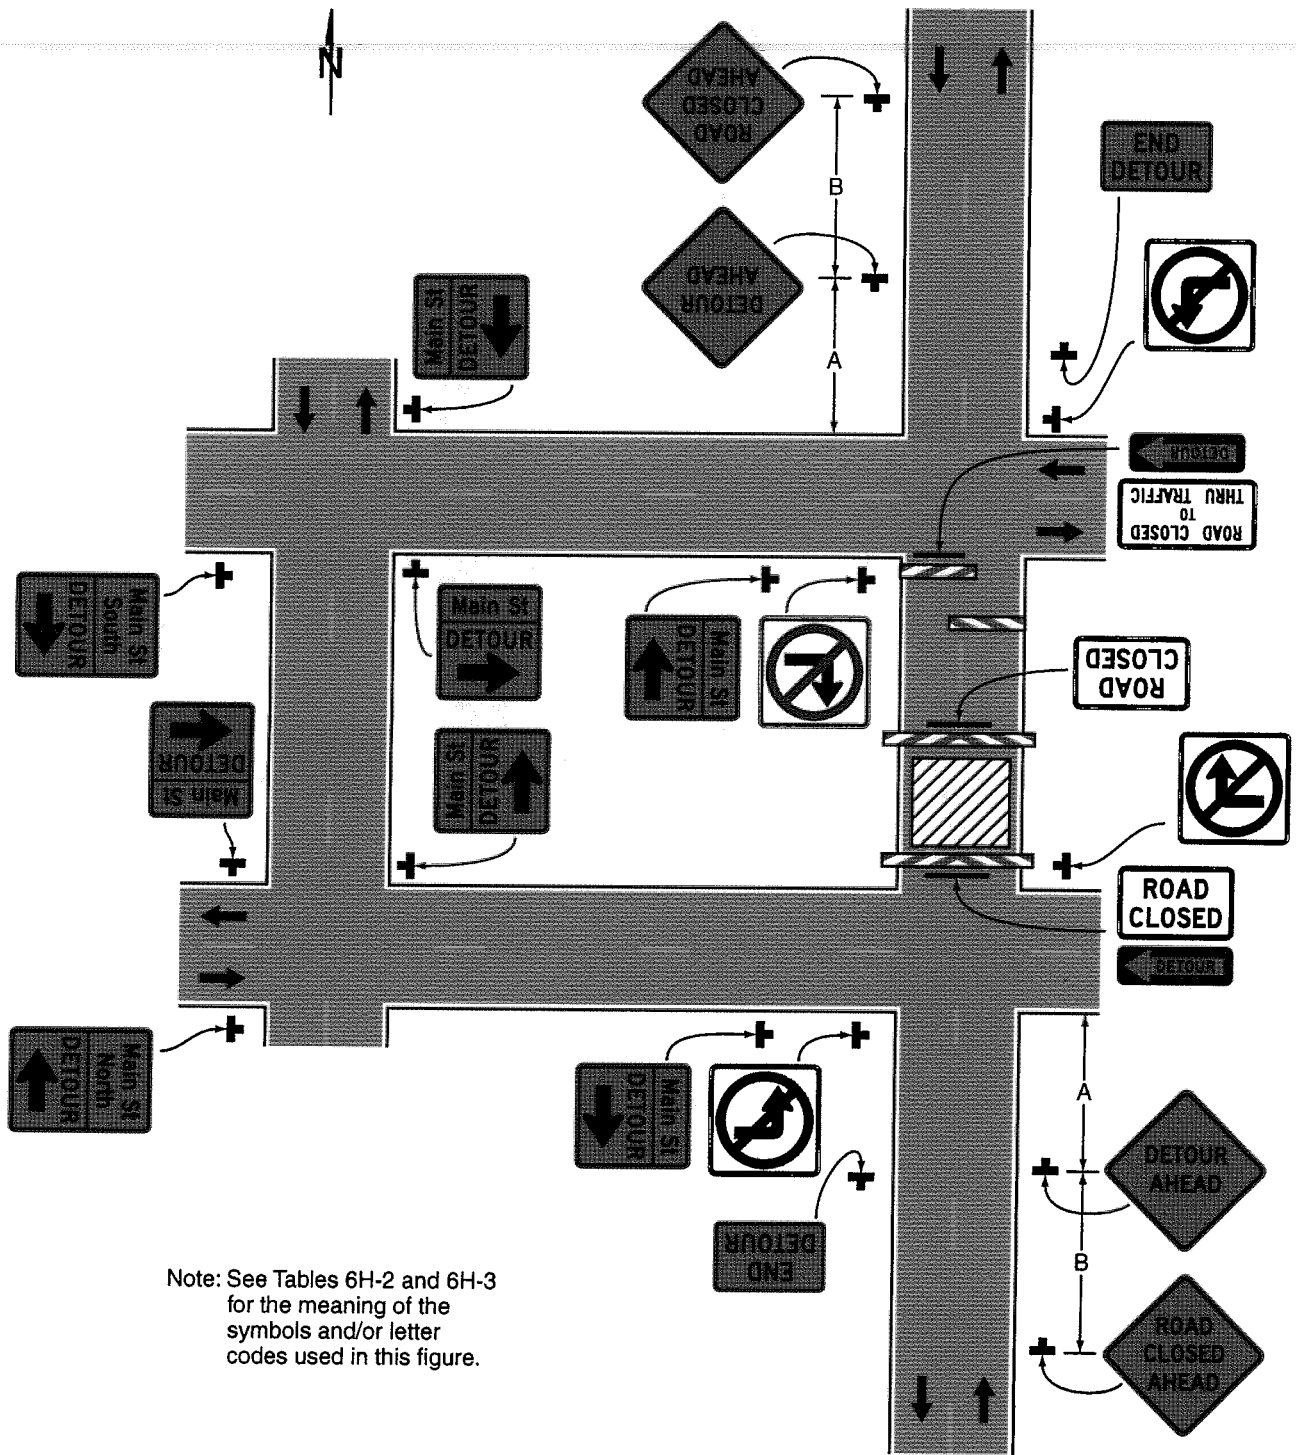 N
ROAD
CLOSED
AHEAD
B
END
DETOUR
DETOUR
AHEAD
A
Main St
DETOUR
DETOUR
ROAD CLOSED
TO
THRU TRAFFIC
Main St
South
DETOUR
Main St
DETOUR
Main St
DETOUR
ROAD
CLOSED
Main St
DETOUR
Main St
DETOUR
ROAD
CLOSED
DETOUR
Main St
North
DETOUR
Main St
DETOUR
A
DETOUR
AHEAD
END
DETOUR
B
ROAD
CLOSED
AHEAD
Note: See Tables 6H-2 and 6H-3
for the meaning of the
symbols and/or letter
codes used in this figure.